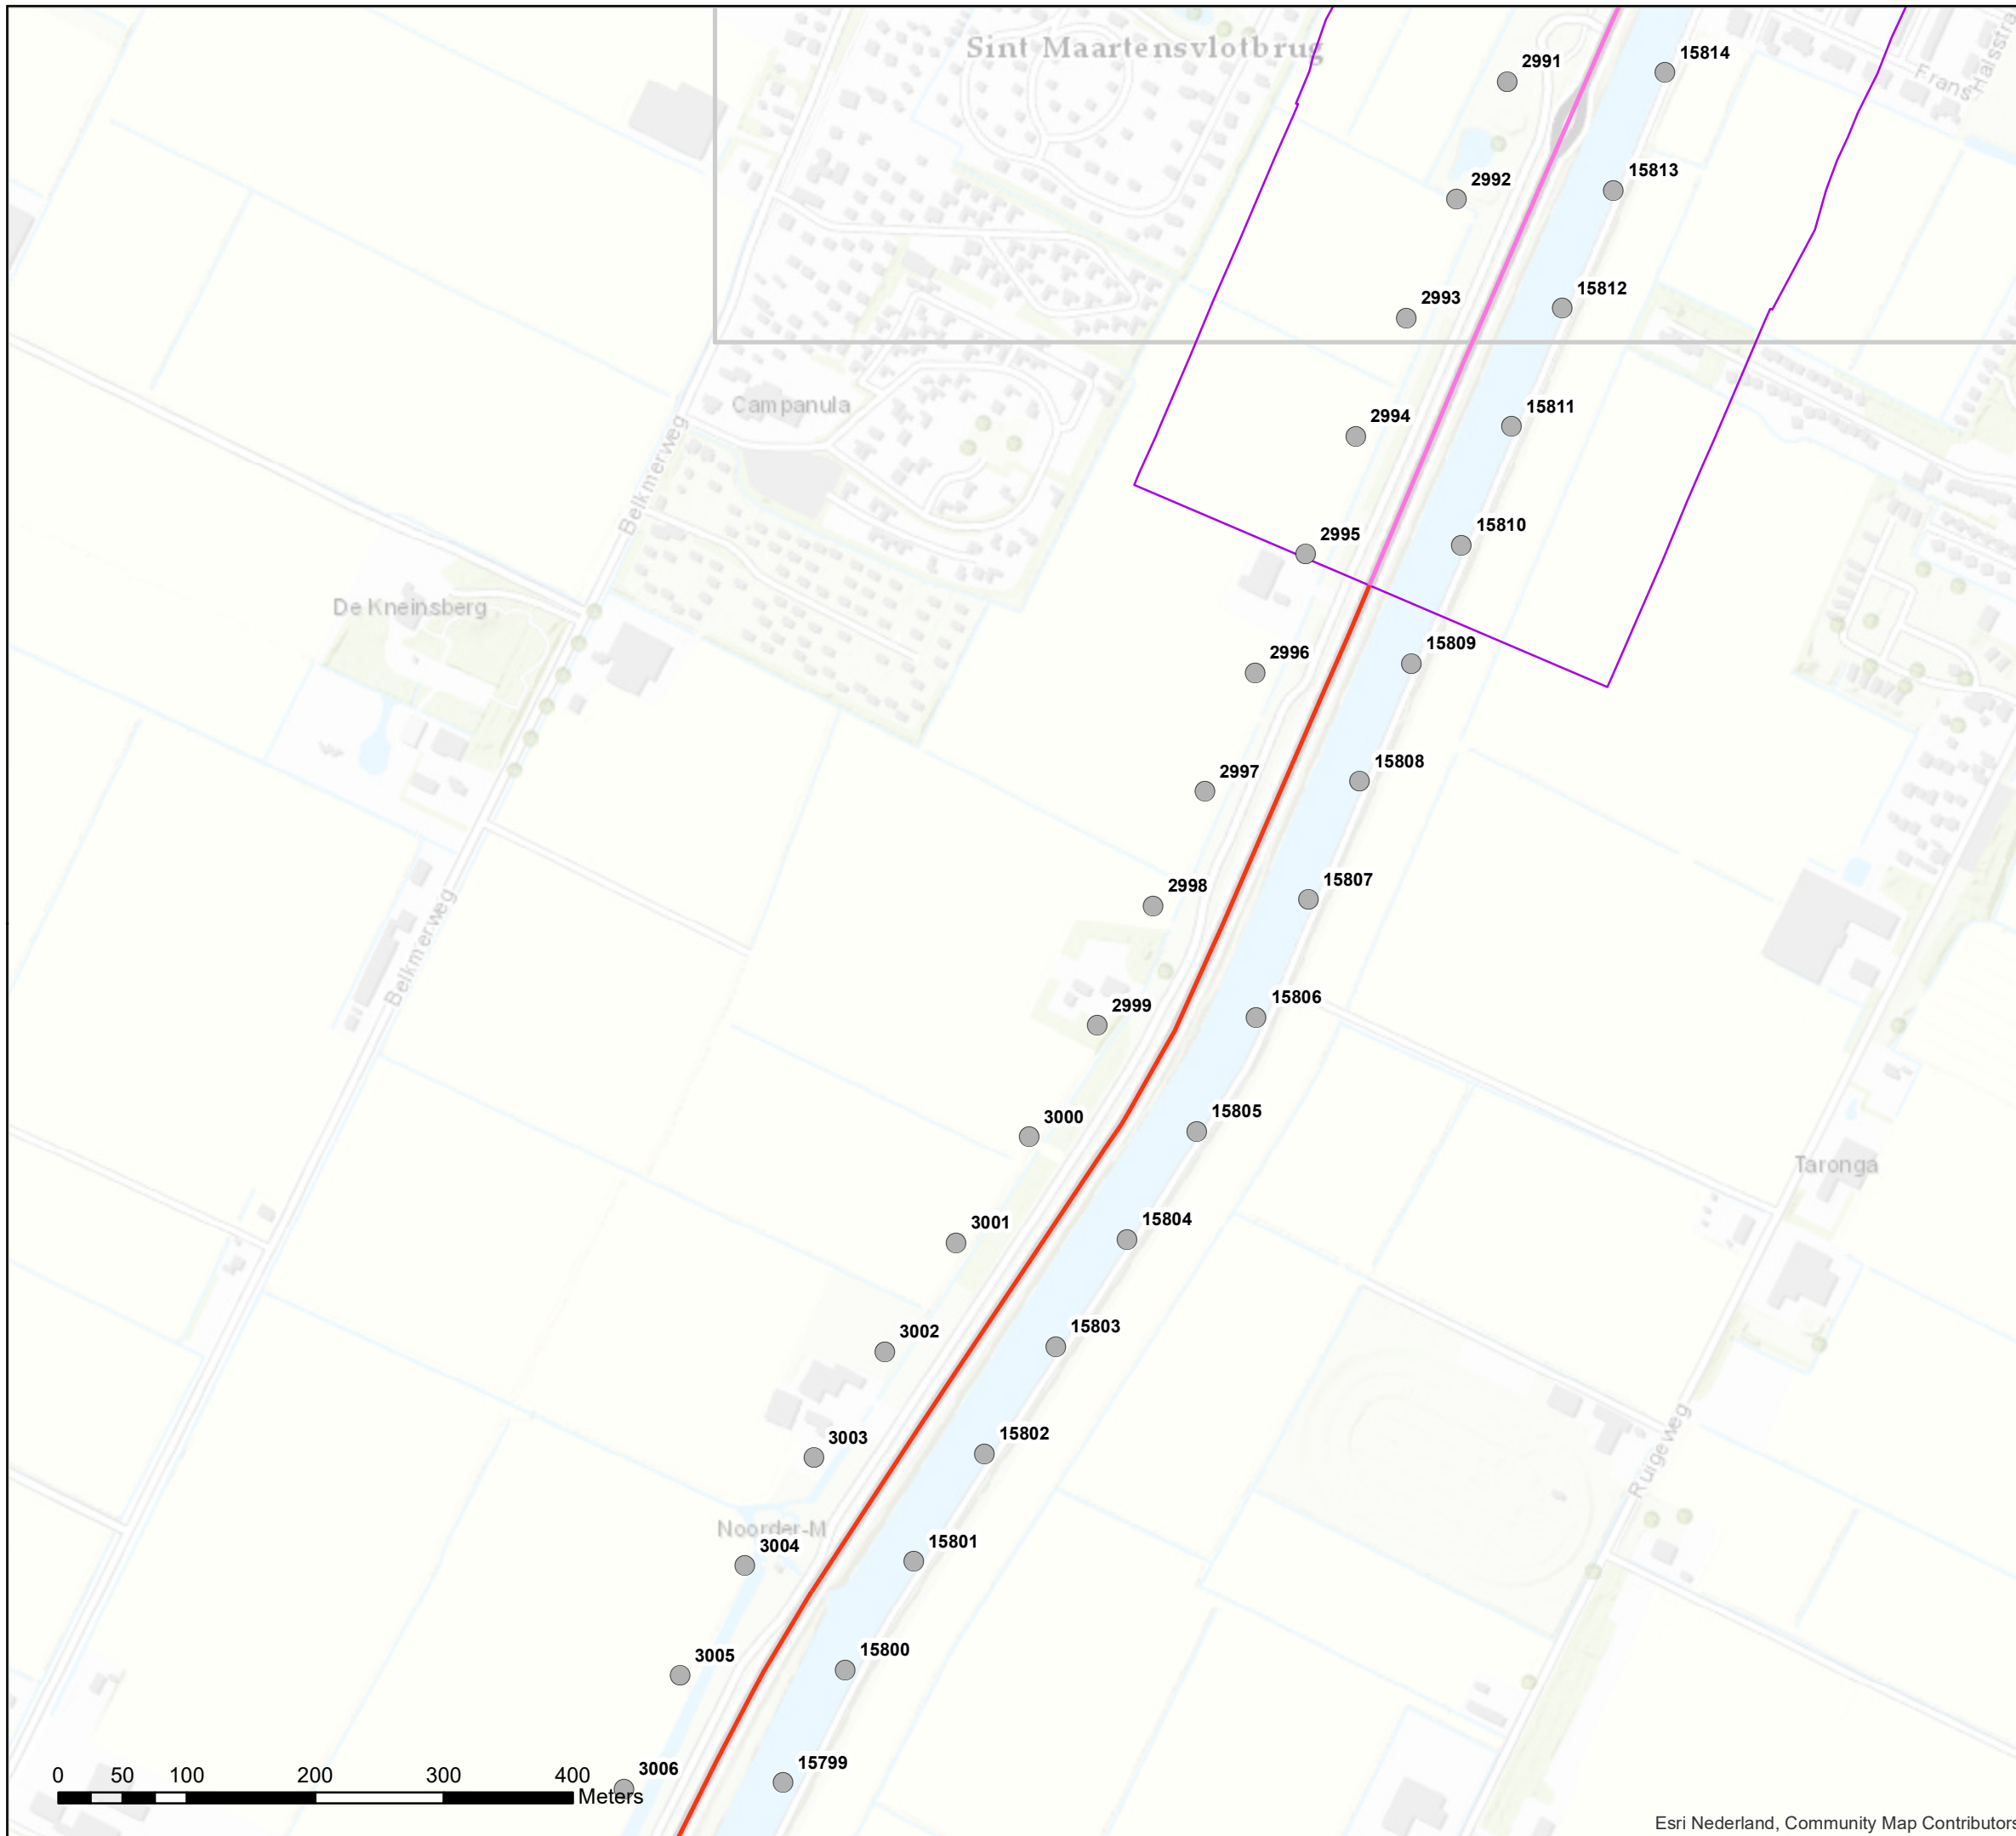 Sint Maartensvlotbrug
2991
15814
Frans Halsstra
2992
15813
2993
15812
Campanula
2994
15811
Belkmerweg
2995
15810
De Kneinsberg
2996
15809
2997
15808
2998
15807
Belkmerweg
2999
15806
3000
15805
Taronga
3001
15804
3002
15803
3003
15802
Ruigeweg
Noorder-M
3004
15801
3005
15800
3006
15799
0 50 100 200 300 400
Meters
Esri Nederland, Community Map Contributors